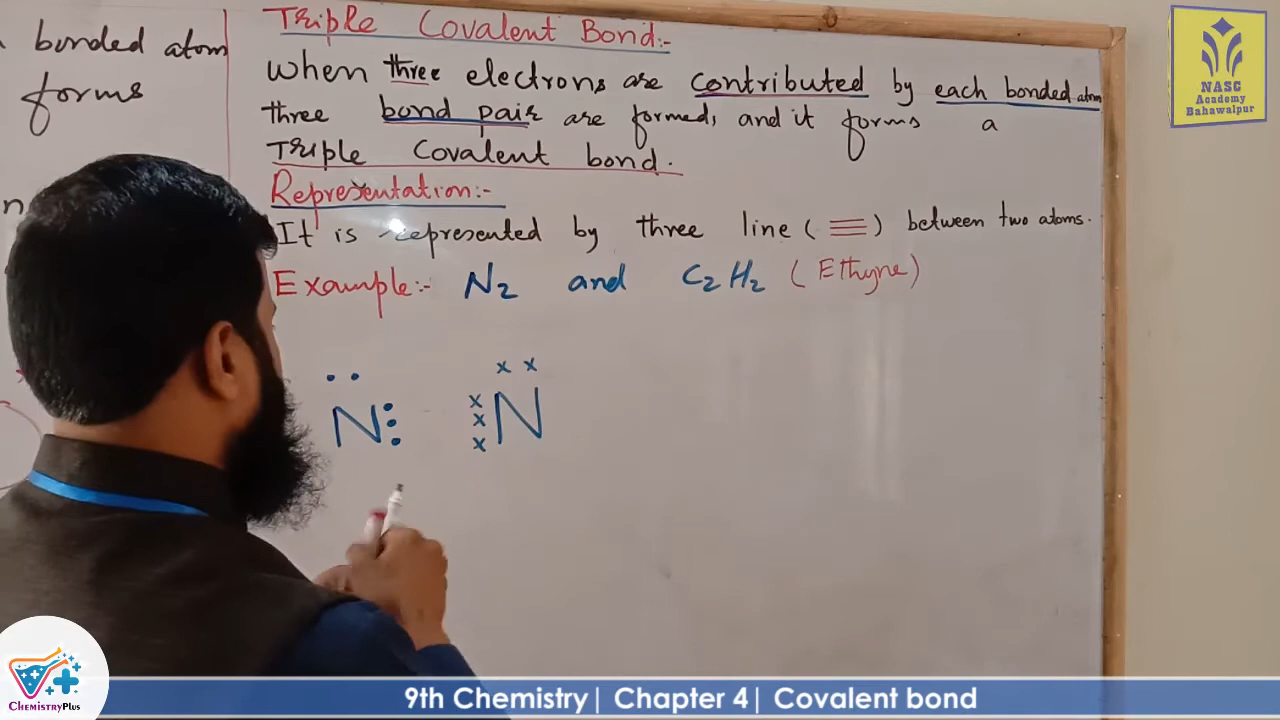 bonded atom
forms
Triple Covalent Bond:-
When three electrons are contributed by each bonded atom
three bond pair are formed, and it forms a
Triple Covalent bond.
Representation:-
It is represented by three line (≡) between two atoms.
Example:- N2 and C2H2 (Ethyne)
N N
x x
x
x
x
NASC
Academy
Bahawalpur
ChemistryPlus
9th Chemistry| Chapter 4| Covalent bond